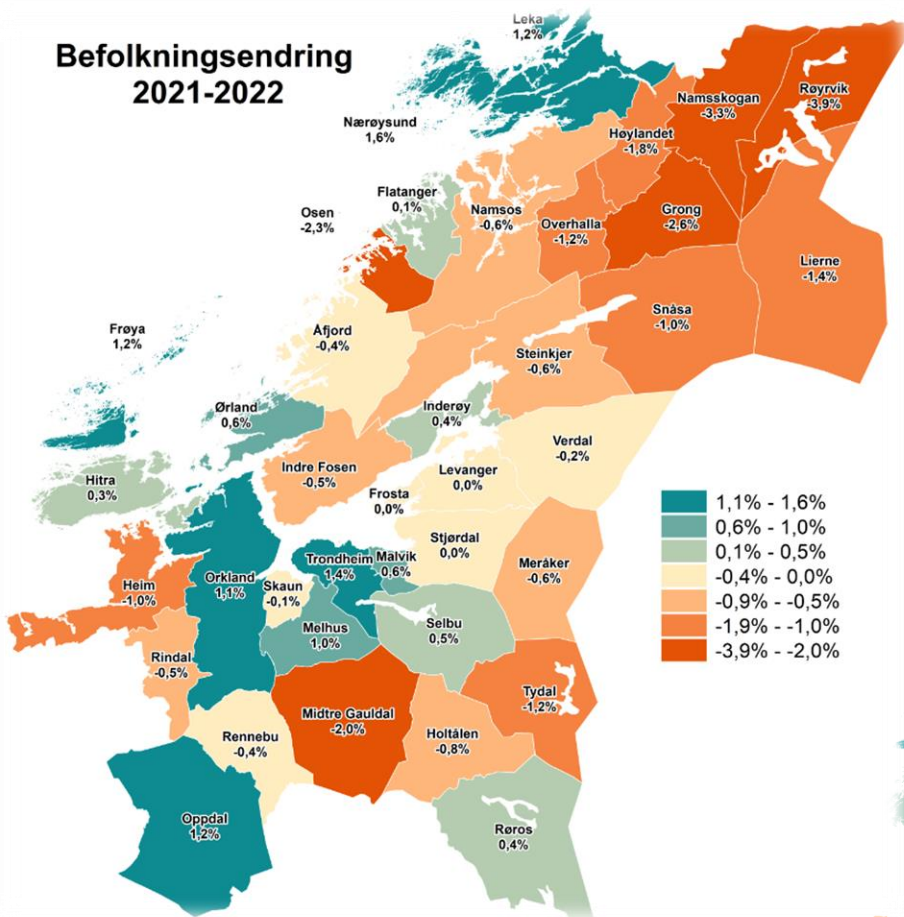 Befolkningsendring
2021-2022
Leka
1,2%
Nærøysund
1,6%
Namsskogan
-3,3%
Røyrvik
-3,9%
Høylandet
-1,8%
Flatanger
0,1%
Osen
-2,3%
Namsos
-0,6%
Overhalla
-1,2%
Grong
-2,6%
Lierne
-1,4%
Snåsa
-1,0%
Frøya
1,2%
Åfjord
-0,4%
Steinkjer
-0,6%
Ørland
0,6%
Inderøy
0,4%
Verdal
-0,2%
Hitra
0,3%
Indre Fosen
-0,5%
Levanger
0,0%
Frosta
0,0%
Stjørdal
0,0%
Meråker
-0,6%
Heim
-1,0%
Orkland
1,1%
Trondheim
1,4%
Malvik
0,6%
Skaun
-0,1%
Melhus
1,0%
Selbu
0,5%
Rindal
-0,5%
Tydal
-1,2%
Midtre Gauldal
-2,0%
Holtålen
-0,8%
Rennebu
-0,4%
Oppdal
1,2%
Røros
0,4%
1,1% - 1,6%
0,6% - 1,0%
0,1% - 0,5%
-0,4% - 0,0%
-0,9% - -0,5%
-1,9% - -1,0%
-3,9% - -2,0%